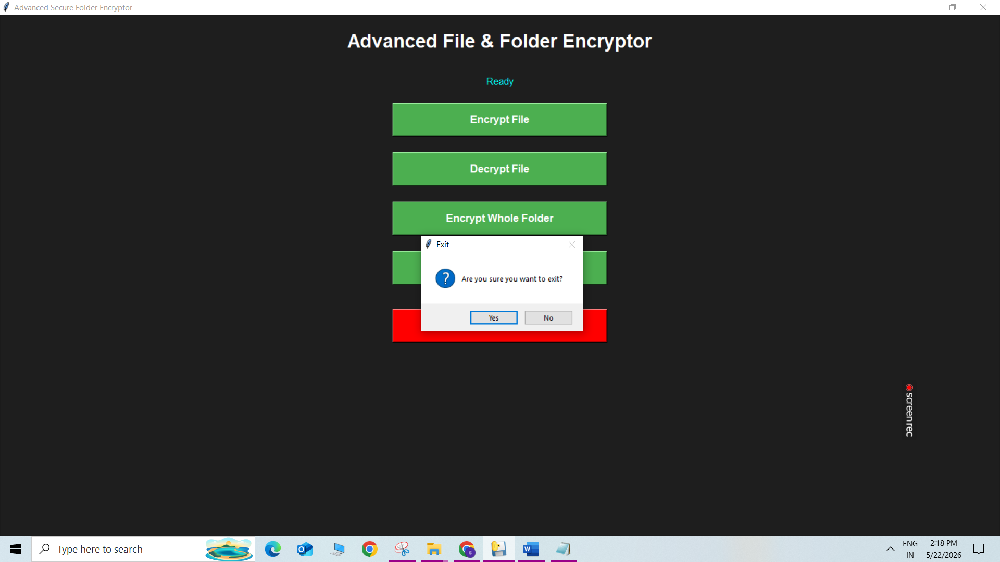 Advanced Secure Folder Encryptor
Advanced File & Folder Encryptor
Ready
Encrypt File
Decrypt File
Encrypt Whole Folder
Exit
?
Are you sure you want to exit?
Yes
No
screenrec
Type here to search
O
S
W
ENG
IN
2:18 PM
5/22/2026